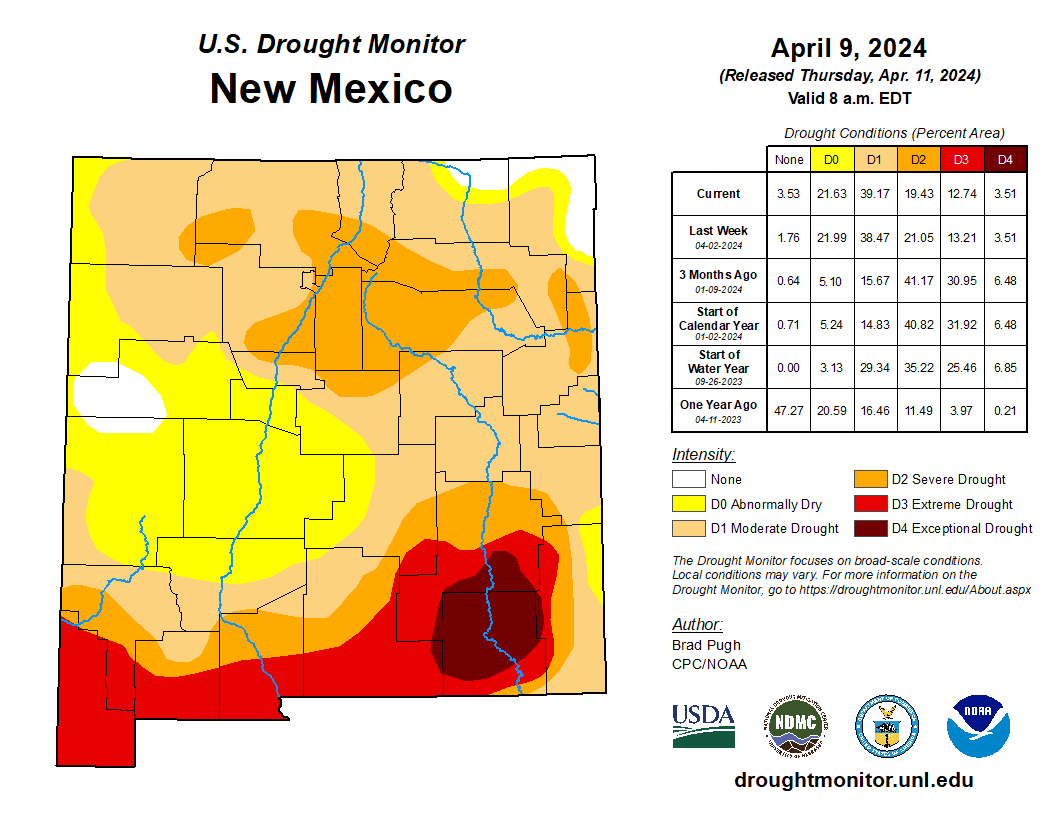 U.S. Drought Monitor
New Mexico
April 9, 2024
(Released Thursday, Apr. 11, 2024)
Valid 8 a.m. EDT
Drought Conditions (Percent Area)
None D0 D1 D2 D3 D4
Current 3.53 21.63 39.17 19.43 12.74 3.51
Last Week
04-02-2024
1.76 21.99 38.47 21.05 13.21 3.51
3 Months Ago
01-09-2024
0.64 5.10 15.67 41.17 30.95 6.48
Start of
Calendar Year
01-02-2024
0.71 5.24 14.83 40.82 31.92 6.48
Start of
Water Year
09-26-2023
0.00 3.13 29.34 35.22 25.46 6.85
One Year Ago
04-11-2023
47.27 20.59 16.46 11.49 3.97 0.21
Intensity:
None
D0 Abnormally Dry
D1 Moderate Drought
D2 Severe Drought
D3 Extreme Drought
D4 Exceptional Drought
The Drought Monitor focuses on broad-scale conditions.
Local conditions may vary. For more information on the
Drought Monitor, go to https://droughtmonitor.unl.edu/About.aspx
Author:
Brad Pugh
CPC/NOAA
USDA
NDMC
NOAA
droughtmonitor.unl.edu